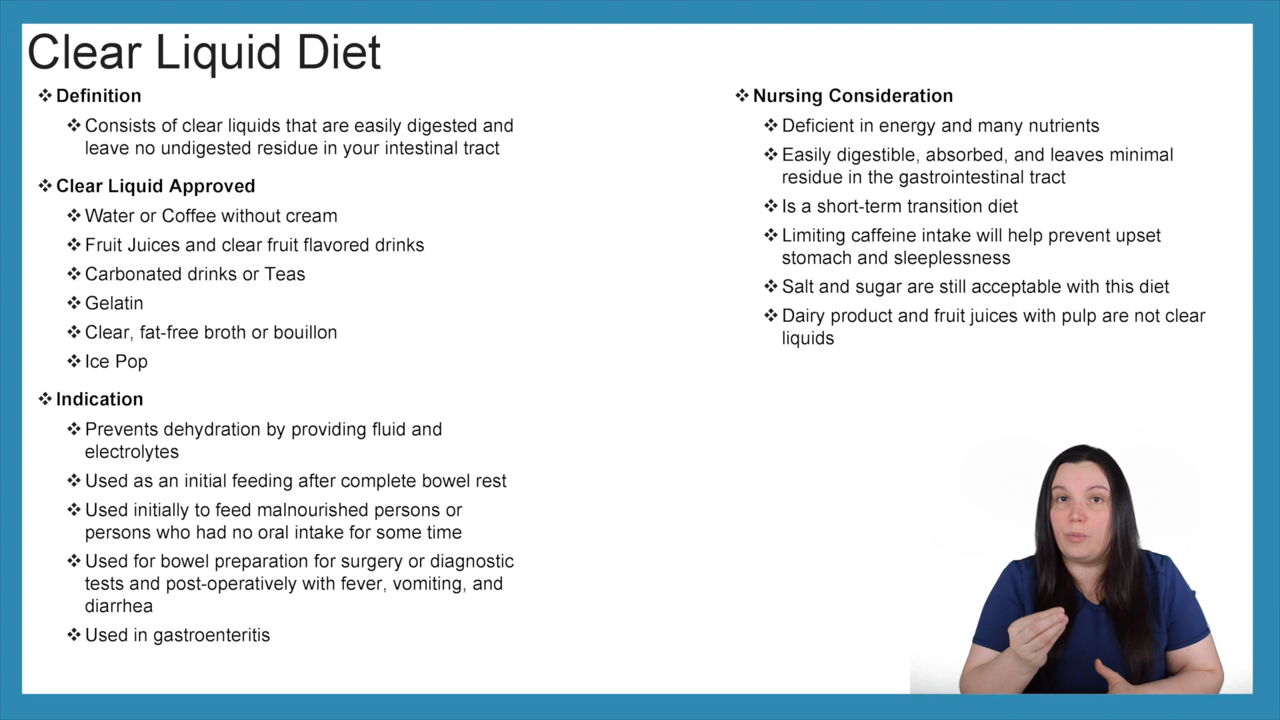 Clear Liquid Diet
❖ Definition
❖ Consists of clear liquids that are easily digested and
leave no undigested residue in your intestinal tract
❖ Clear Liquid Approved
❖ Water or Coffee without cream
❖ Fruit Juices and clear fruit flavored drinks
❖ Carbonated drinks or Teas
❖ Gelatin
❖ Clear, fat-free broth or bouillon
❖ Ice Pop
❖ Indication
❖ Prevents dehydration by providing fluid and
electrolytes
❖ Used as an initial feeding after complete bowel rest
❖ Used initially to feed malnourished persons or
persons who had no oral intake for some time
❖ Used for bowel preparation for surgery or diagnostic
tests and post-operatively with fever, vomiting, and
diarrhea
❖ Used in gastroenteritis
❖ Nursing Consideration
❖ Deficient in energy and many nutrients
❖ Easily digestible, absorbed, and leaves minimal
residue in the gastrointestinal tract
❖ Is a short-term transition diet
❖ Limiting caffeine intake will help prevent upset
stomach and sleeplessness
❖ Salt and sugar are still acceptable with this diet
❖ Dairy product and fruit juices with pulp are not clear
liquids